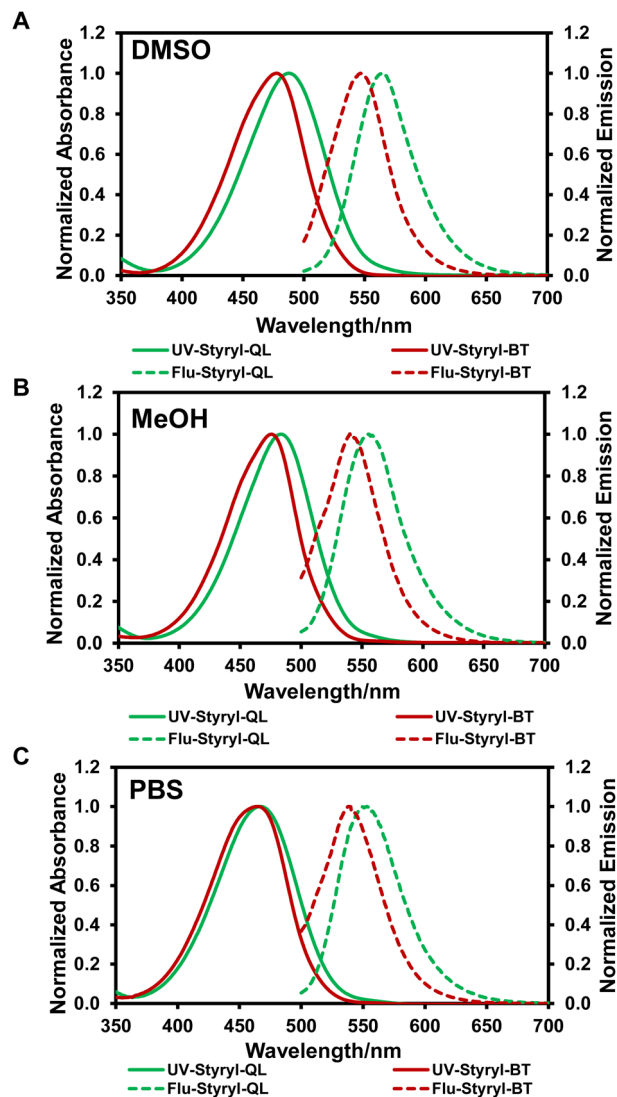 A
DMSO
Normalized Absorbance
Normalized Emission
1.2 1.2
1.0 1.0
0.8 0.8
0.6 0.6
0.4 0.4
0.2 0.2
0.0 0.0
350 400 450 500 550 600 650 700
Wavelength/nm
UV-Styryl-QL UV-Styryl-BT
Flu-Styryl-QL Flu-Styryl-BT
B
MeOH
Normalized Absorbance
Normalized Emission
1.2 1.2
1.0 1.0
0.8 0.8
0.6 0.6
0.4 0.4
0.2 0.2
0.0 0.0
350 400 450 500 550 600 650 700
Wavelength/nm
UV-Styryl-QL UV-Styryl-BT
Flu-Styryl-QL Flu-Styryl-BT
C
PBS
Normalized Absorbance
Normalized Emission
1.2 1.2
1.0 1.0
0.8 0.8
0.6 0.6
0.4 0.4
0.2 0.2
0.0 0.0
350 400 450 500 550 600 650 700
Wavelength/nm
UV-Styryl-QL UV-Styryl-BT
Flu-Styryl-QL Flu-Styryl-BT